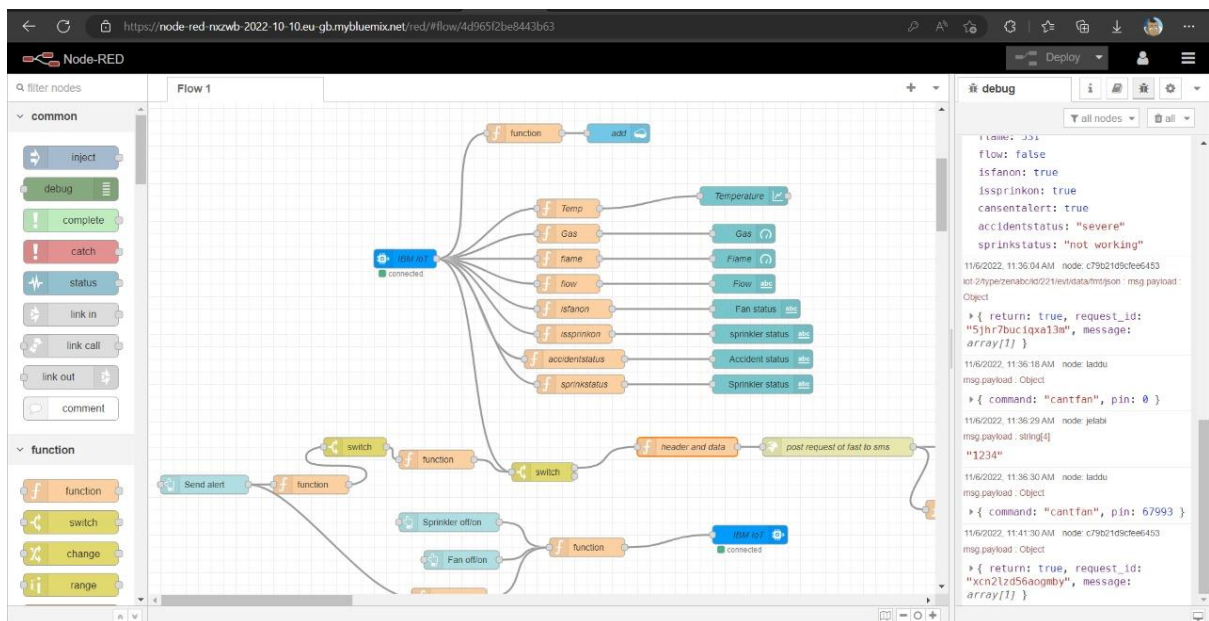 https://node-red-nxzwb-2022-10-10.eu-gb.mybluemix.net/red/#flow/4d965f2be8443b63
Node-RED
Deploy
filter nodes
Flow 1
debug
common
all nodes
all
inject
debug
complete
catch
status
link in
link call
link out
comment
function
function
switch
change
range
function
add
Temp
Temperature
Gas
Gas
IBM IoT
connected
flame
Flame
flow
Flow
isfanon
Fan status
issprinkon
sprinkler status
accidentstatus
Accident status
sprinkstatus
Sprinkler status
switch
function
switch
header and data
post request of fast to sms
Send alert
function
Sprinkler off/on
Fan off/on
function
IBM IoT
connected
flame: 531
flow: false
isfanon: true
issprinkon: true
cansentalert: true
accidentstatus: "severe"
sprinkstatus: "not working"
11/6/2022, 11:36:04 AM node: c79b21d9cfee6453
iot-2/type/zenabc/id/221/evt/data/fmt/json : msg.payload :
Object
{ return: true, request_id:
"5jhr7buciqxa13m", message:
array[1] }
11/6/2022, 11:36:18 AM node: laddu
msg.payload : Object
{ command: "cantfan", pin: 0 }
11/6/2022, 11:36:29 AM node: jelabi
msg.payload : string[4]
"1234"
11/6/2022, 11:36:30 AM node: laddu
msg.payload : Object
{ command: "cantfan", pin: 67993 }
11/6/2022, 11:41:30 AM node: c79b21d9cfee6453
msg.payload : Object
{ return: true, request_id:
"xcn2lzd56aogmby", message:
array[1] }